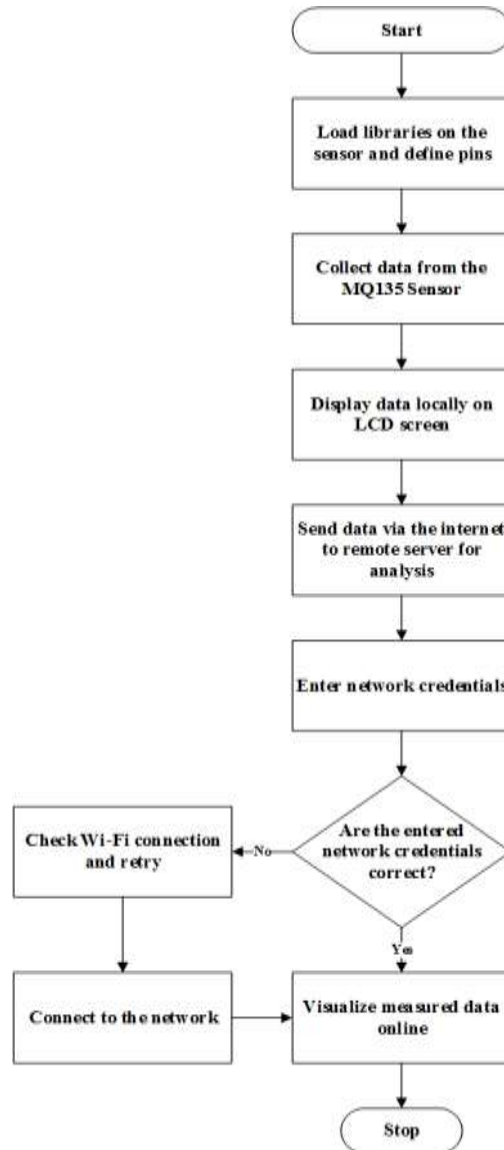 Start
Load libraries on the
sensor and define pins
Collect data from the
MQ135 Sensor
Display data locally on
LCD screen
Send data via the internet
to remote server for
analysis
Enter network credentials
Are the entered
network credentials
correct?
No
Check Wi-Fi connection
and retry
Yes
Connect to the network
Visualize measured data
online
Stop